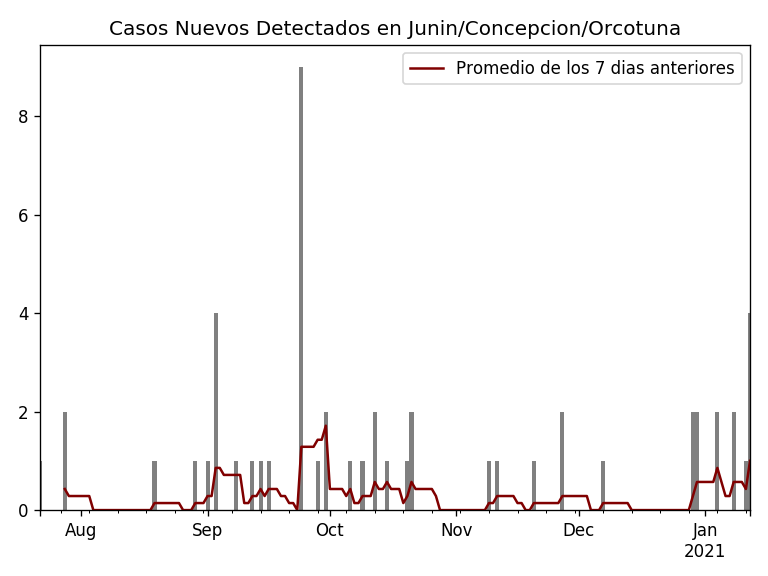 Casos Nuevos Detectados en Junin/Concepcion/Orcotuna
Promedio de los 7 dias anteriores
8
6
4
2
0
Aug Sep Oct Nov Dec Jan
2021